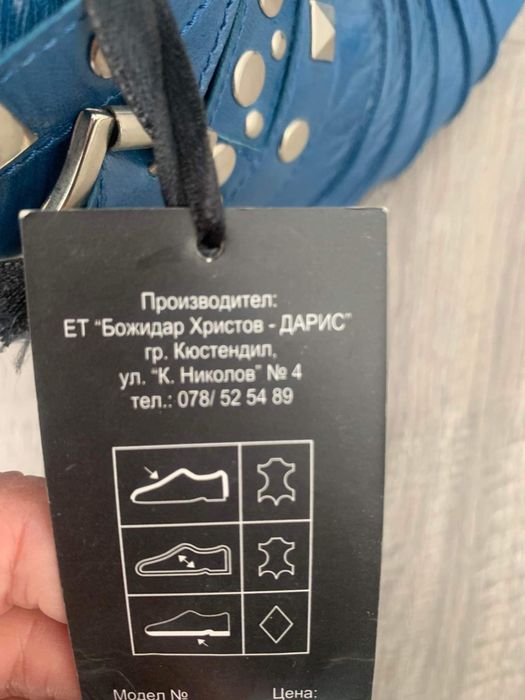 Производител:
ЕТ "Божидар Христов - ДАРИС"
гр. Кюстендил,
ул. "К. Николов" № 4
тел.: 078/ 52 54 89
Модел № Цена: